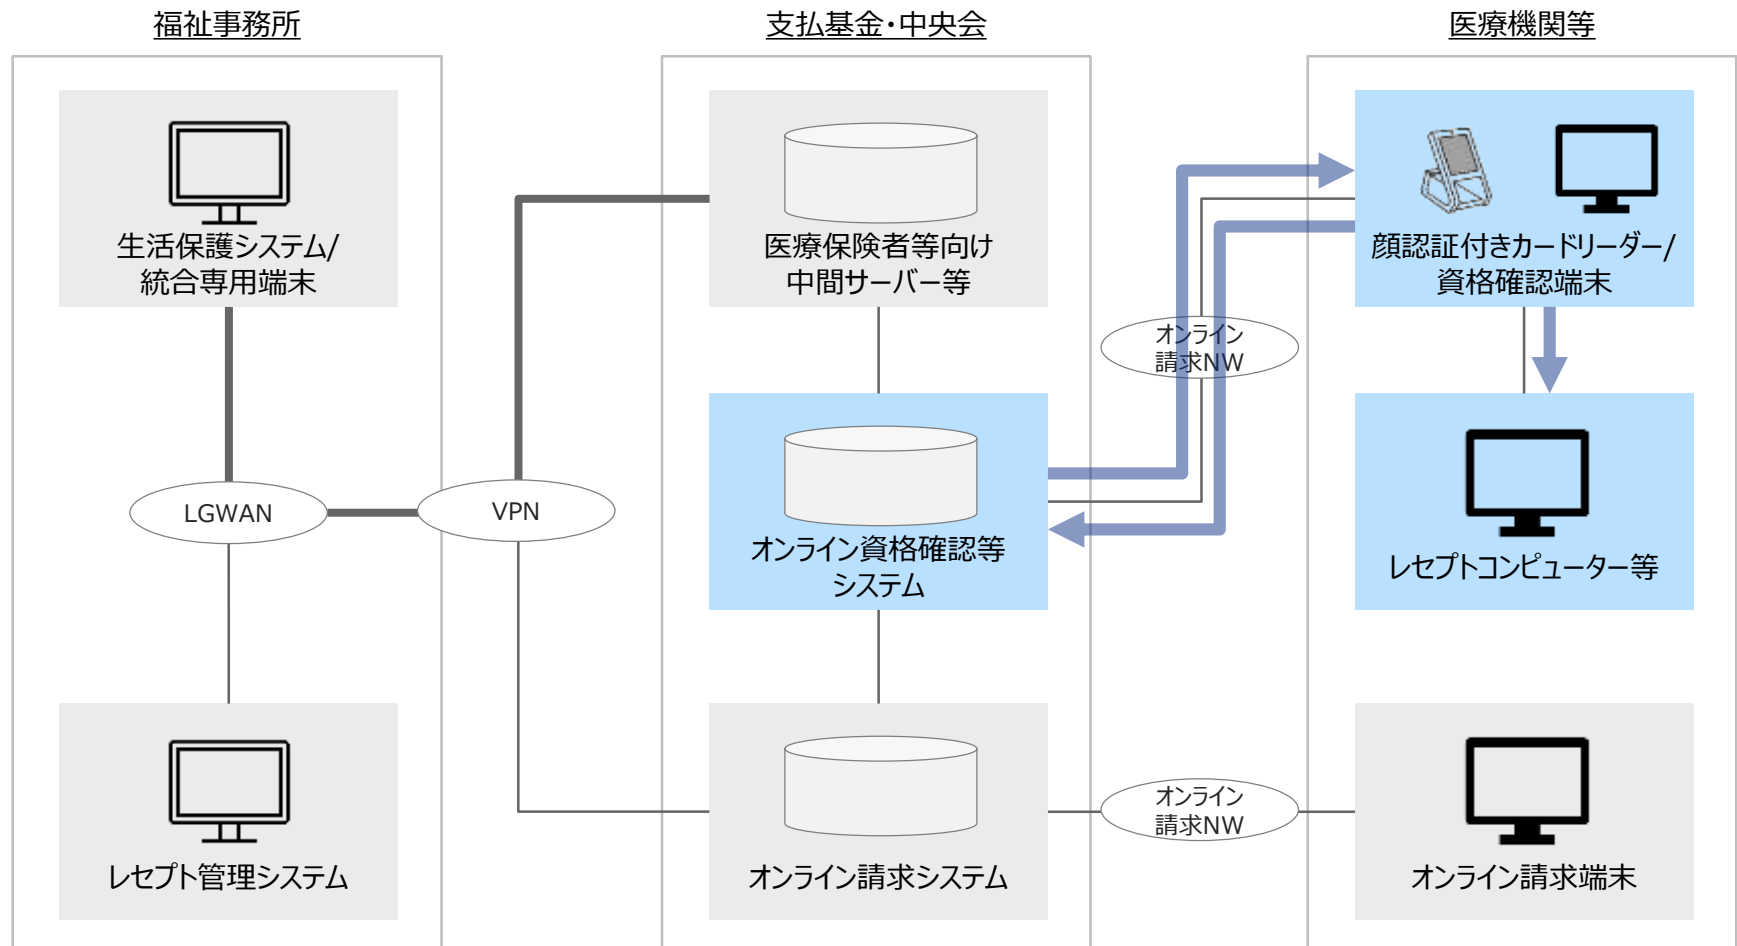 福祉事務所
支払基金・中央会
医療機関等
生活保護システム/
統合専用端末
医療保険者等向け
中間サーバー等
顔認証付きカードリーダー/
資格確認端末
オンライン
請求NW
LGWAN
VPN
オンライン資格確認等
システム
レセプトコンピューター等
オンライン
請求NW
レセプト管理システム
オンライン請求システム
オンライン請求端末